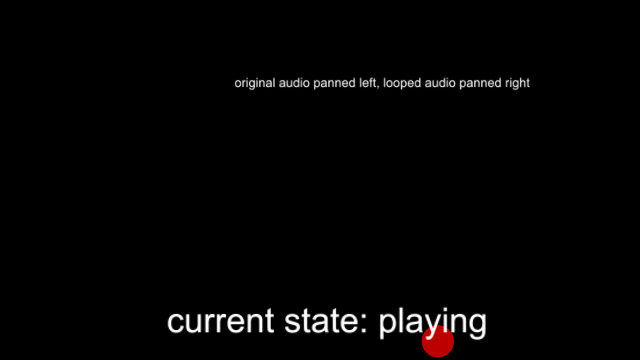 original audio panned left, looped audio panned right
current state: playing